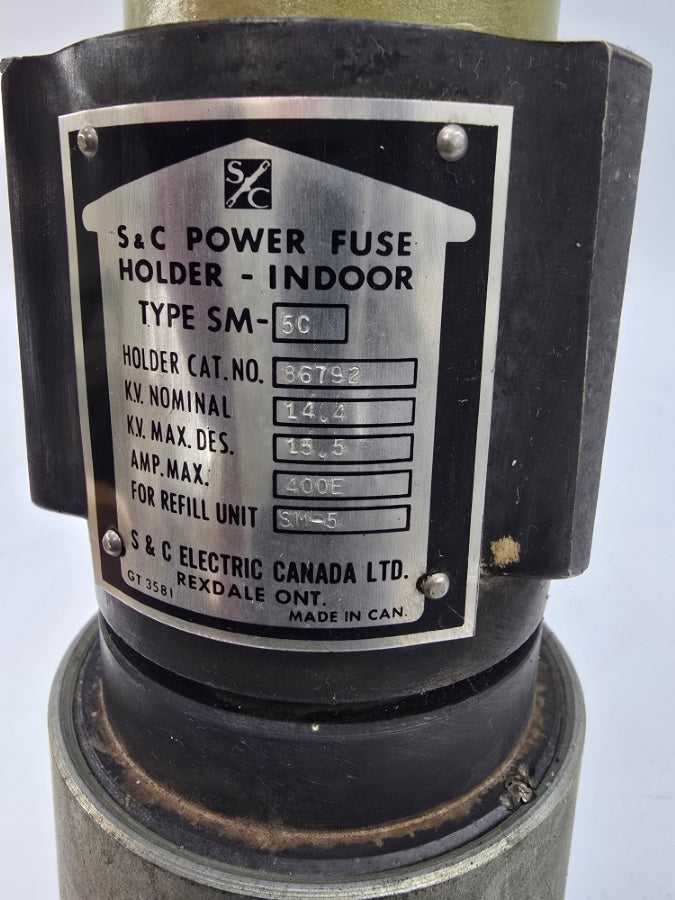 S C
S & C POWER FUSE
HOLDER - INDOOR
TYPE SM- 5C
HOLDER CAT. NO. 86792
K.V. NOMINAL 14.4
K.V. MAX. DES. 15.5
AMP. MAX. 400E
FOR REFILL UNIT SM-5
S & C ELECTRIC CANADA LTD.
GT 3581 REXDALE ONT.
MADE IN CAN.